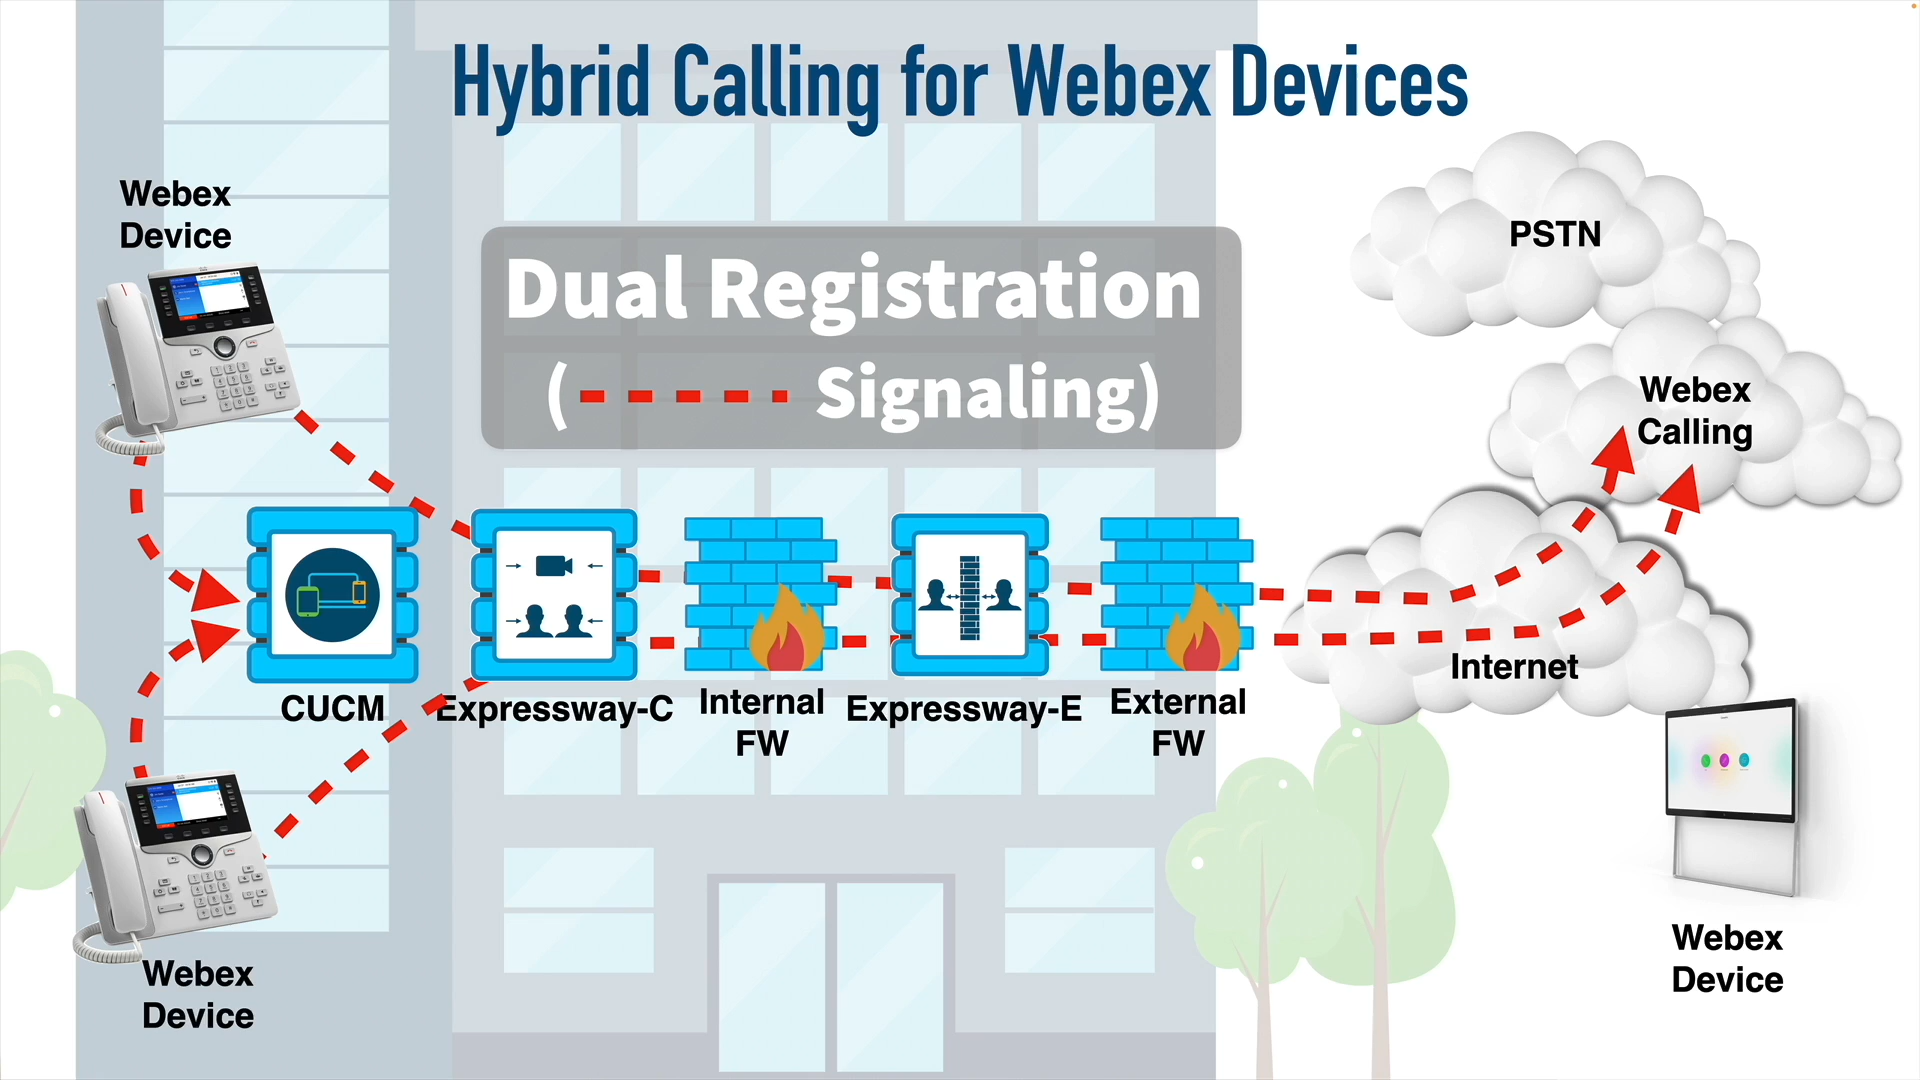 Hybrid Calling for Webex Devices
Webex
Device
Dual Registration
( Signaling)
PSTN
Webex
Calling
CUCM
Expressway-C
Internal
FW
Expressway-E
External
FW
Internet
Webex
Device
Webex
Device